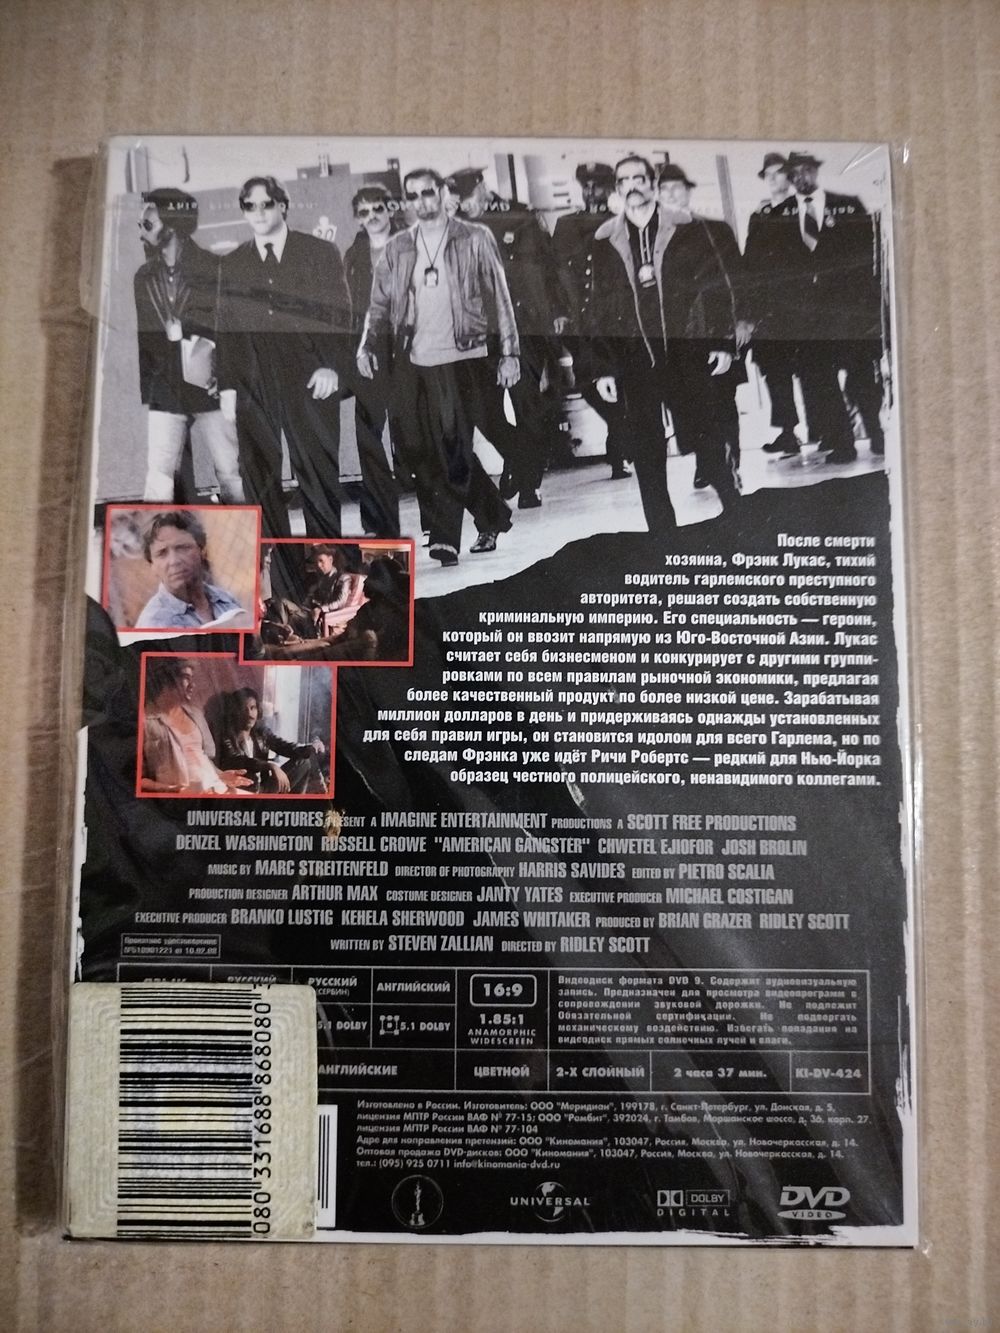 После смерти
хозяина, Фрэнк Лукас, тихий
водитель гарлемского преступного
авторитета, решает создать собственную
криминальную империю. Его специальность — героин,
который он ввозит напрямую из Юго-Восточной Азии. Лукас
считает себя бизнесменом и конкурирует с другими группи-
ровками по всем правилам рыночной экономики, предлагая
более качественный продукт по более низкой цене. Зарабатывая
миллион долларов в день и придерживаясь однажды установленных
для себя правил игры, он становится идолом для всего Гарлема, но по
следам Фрэнка уже идёт Ричи Робертс — редкий для Нью-Йорка
образец честного полицейского, ненавидимого коллегами.
UNIVERSAL PICTURES PRESENT A IMAGINE ENTERTAINMENT PRODUCTIONS A SCOTT FREE PRODUCTIONS
DENZEL WASHINGTON RUSSELL CROWE "AMERICAN GANGSTER" CHWETEL EJIOFOR JOSH BROLIN
MUSIC BY MARC STREITENFELD DIRECTOR OF PHOTOGRAPHY HARRIS SAVIDES EDITED BY PIETRO SCALIA
PRODUCTION DESIGNER ARTHUR MAX COSTUME DESIGNER JANTY YATES EXECUTIVE PRODUCER MICHAEL COSTIGAN
EXECUTIVE PRODUCER BRANKO LUSTIG KEHELA SHERWOOD JAMES WHITAKER PRODUCED BY BRIAN GRAZER RIDLEY SCOTT
WRITTEN BY STEVEN ZALLIAN DIRECTED BY RIDLEY SCOTT
Прокатное удостоверение
РУССКИЙ
РУССКИЙ
(СЕРБИН)
АНГЛИЙСКИЙ
5.1 DOLBY
5.1 DOLBY
16:9
1.85:1
ANAMORPHIC
WIDESCREEN
Видеодиск формата DVD 9. Содержит аудиовизуальную
запись. Предназначен для просмотра видеопрограмм с
сопровождении звуковой дорожки. Не подлежит
Обязательной сертификации. Не подвергать
механическому воздействию. Избегать попадания на
видеодиск прямых солнечных лучей и влаги.
АНГЛИЙСКИЕ
ЦВЕТНОЙ
2-Х СЛОЙНЫЙ
2 часа 37 мин.
KI-DV-424
Изготовлено в России. Изготовитель: ООО "Меридиан", 199178, г. Санкт-Петербург, ул. Донская, д. 5,
лицензия МПТР России ВАФ № 77-15; ООО "Ромбит", 392024, г. Тамбов, Моршанское шоссе, д. 36, корп. 27
лицензия МПТР России ВАФ № 77-104
Адрес для направления претензий: ООО "Киномания", 103047, Россия, Москва, ул. Новочеркасская, д. 14.
Оптовая продажа DVD-дисков: ООО "Киномания", 103047, Россия, Москва, ул. Новочеркасская, д. 14.
тел.: (095) 925 0711 info@kinomania-dvd.ru
080331688868080
UNIVERSAL
DOLBY
DIGITAL
DVD
VIDEO